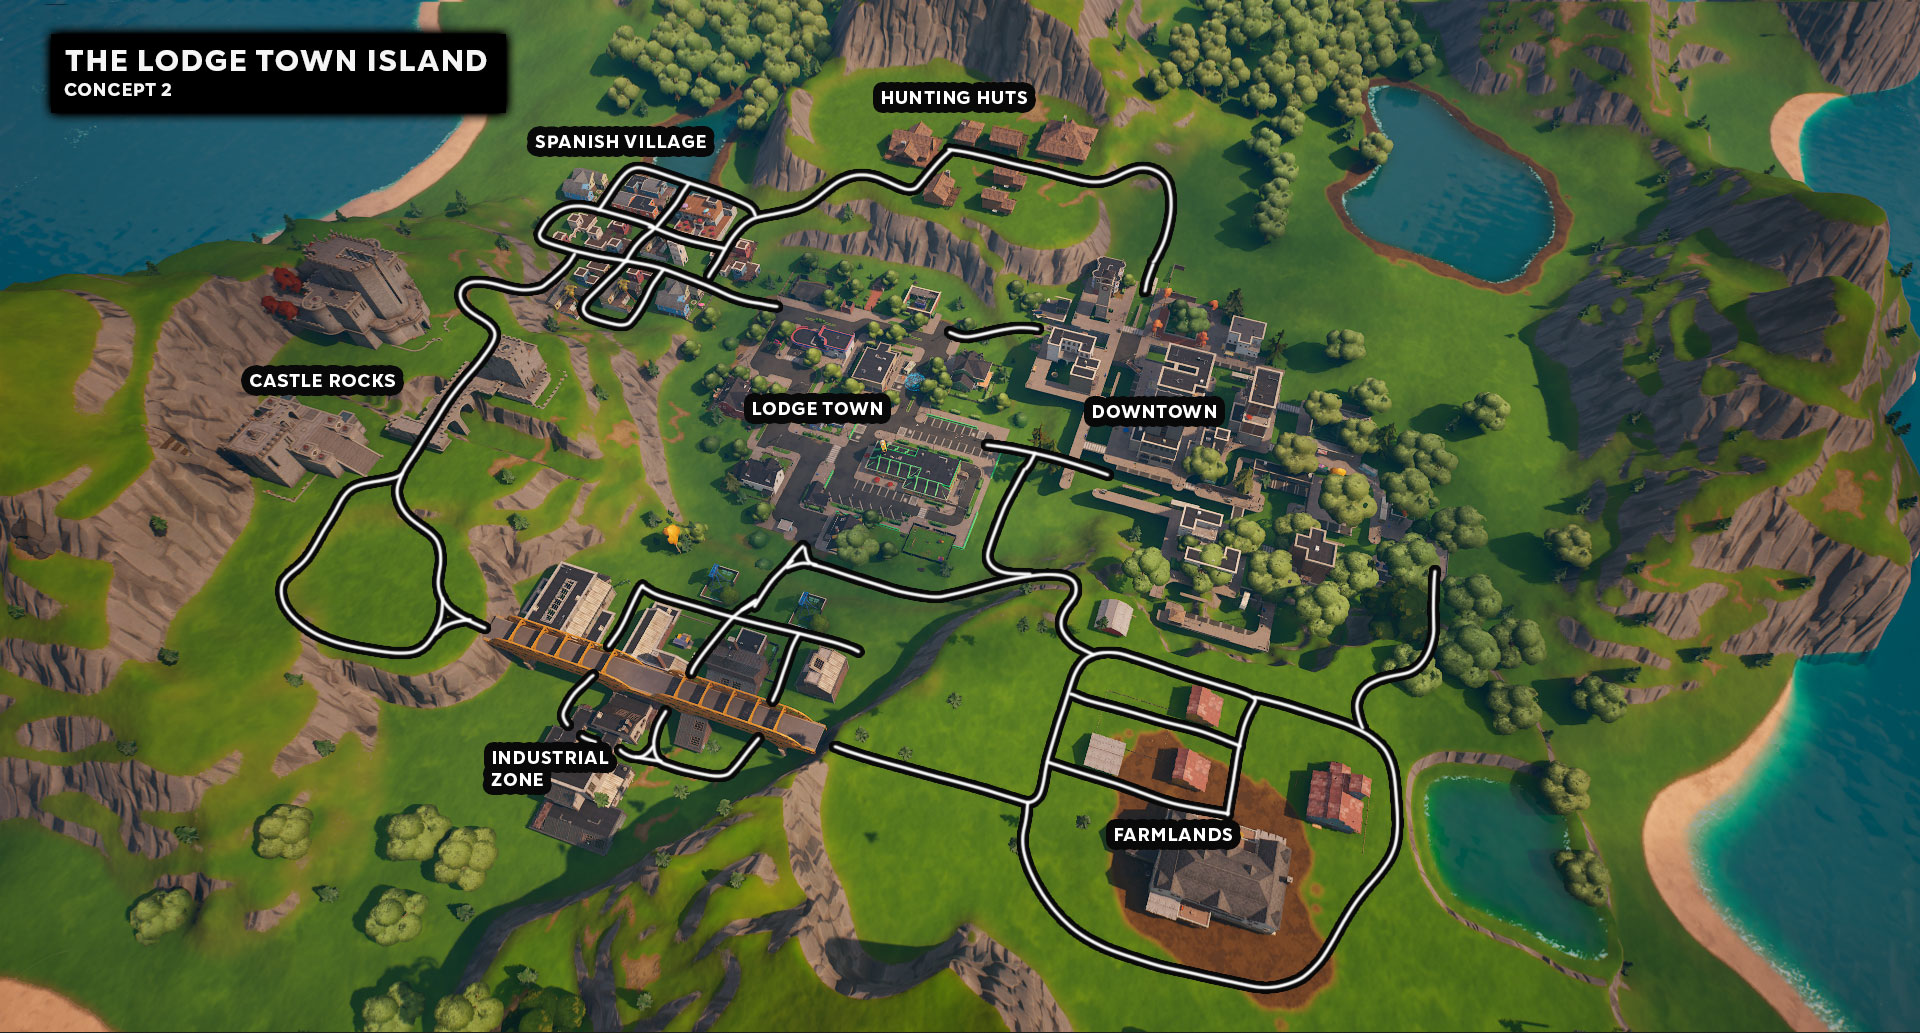 THE LODGE TOWN ISLAND
CONCEPT 2
HUNTING HUTS
SPANISH VILLAGE
CASTLE ROCKS
LODGE TOWN
DOWNTOWN
INDUSTRIAL
ZONE
FARMLANDS